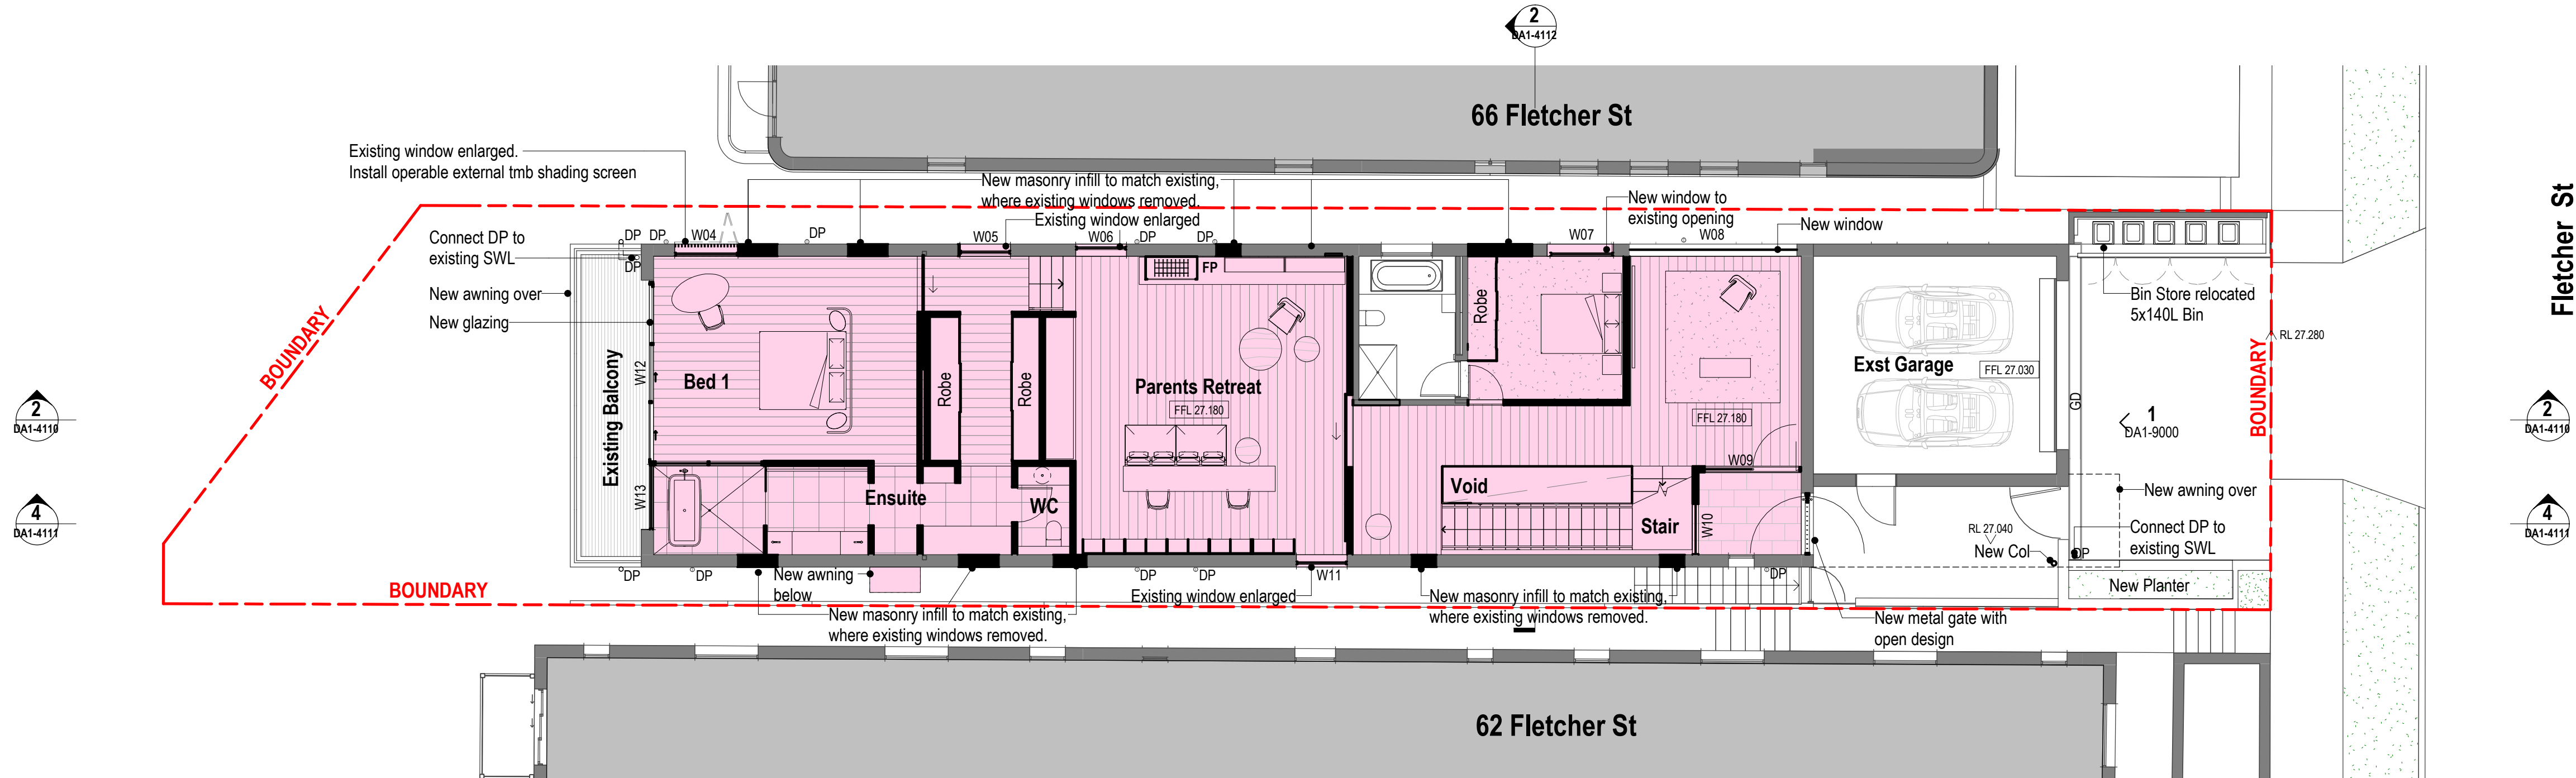 2
DA1-4112
66 Fletcher St
Existing window enlarged.
Install operable external tmb shading screen
New masonry infill to match existing,
where existing windows removed.
Existing window enlarged
New window to
existing opening
New window
Fletcher St
Connect DP to
existing SWL
DP
DP
DP
W04
DP
W05
W06
DP
DP
W07
W08
New awning over
New glazing
BOUNDARY
FP
Robe
Bin Store relocated
5x140L Bin
RL 27.280
BOUNDARY
Existing Balcony
W12
Bed 1
Robe
Robe
Parents Retreat
FFL 27.180
FFL 27.180
Exst Garage
FFL 27.030
GD
1
DA1-9000
2
DA1-4110
2
DA1-4110
W09
Void
W13
Ensuite
WC
Stair
W10
New awning over
4
DA1-4111
4
DA1-4111
RL 27.040
New Col
DP
Connect DP to
existing SWL
DP
DP
New awning
below
DP
DP
W11
DP
New Planter
BOUNDARY
Existing window enlarged
New masonry infill to match existing,
where existing windows removed.
New masonry infill to match existing,
where existing windows removed.
New metal gate with
open design
62 Fletcher St